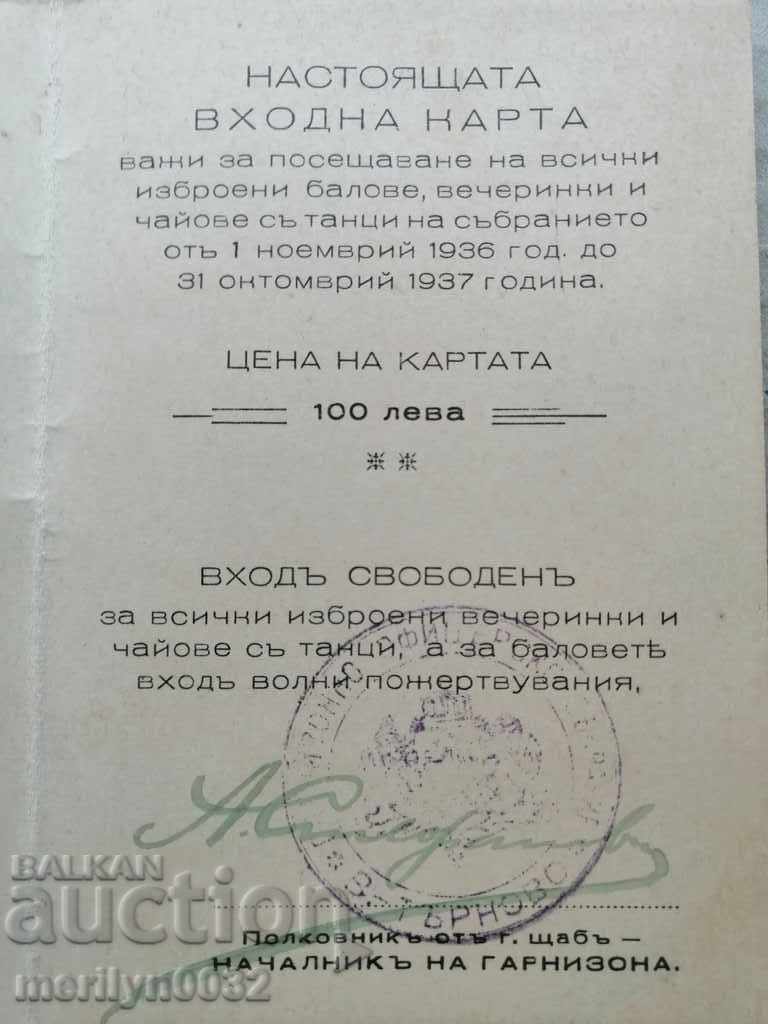 НАСТОЯЩАТА
ВХОДНА КАРТА
важи за посещаване на всички
изброени балове, вечеринки и
чайове съ танци на събранието
отъ 1 ноемврий 1936 год. до
31 октомврий 1937 година.
ЦЕНА НА КАРТАТА
100 лева
ВХОДЪ СВОБОДЕНЪ
за всички изброени вечеринки и
чайове съ танци, а за баловетѣ
входъ волни пожертвувания,
В. ТЪРНОВО
Полковникъ отъ г. щабъ —
НАЧАЛНИКЪ НА ГАРНИЗОНА.
BALKAN
auction
merilyn0032